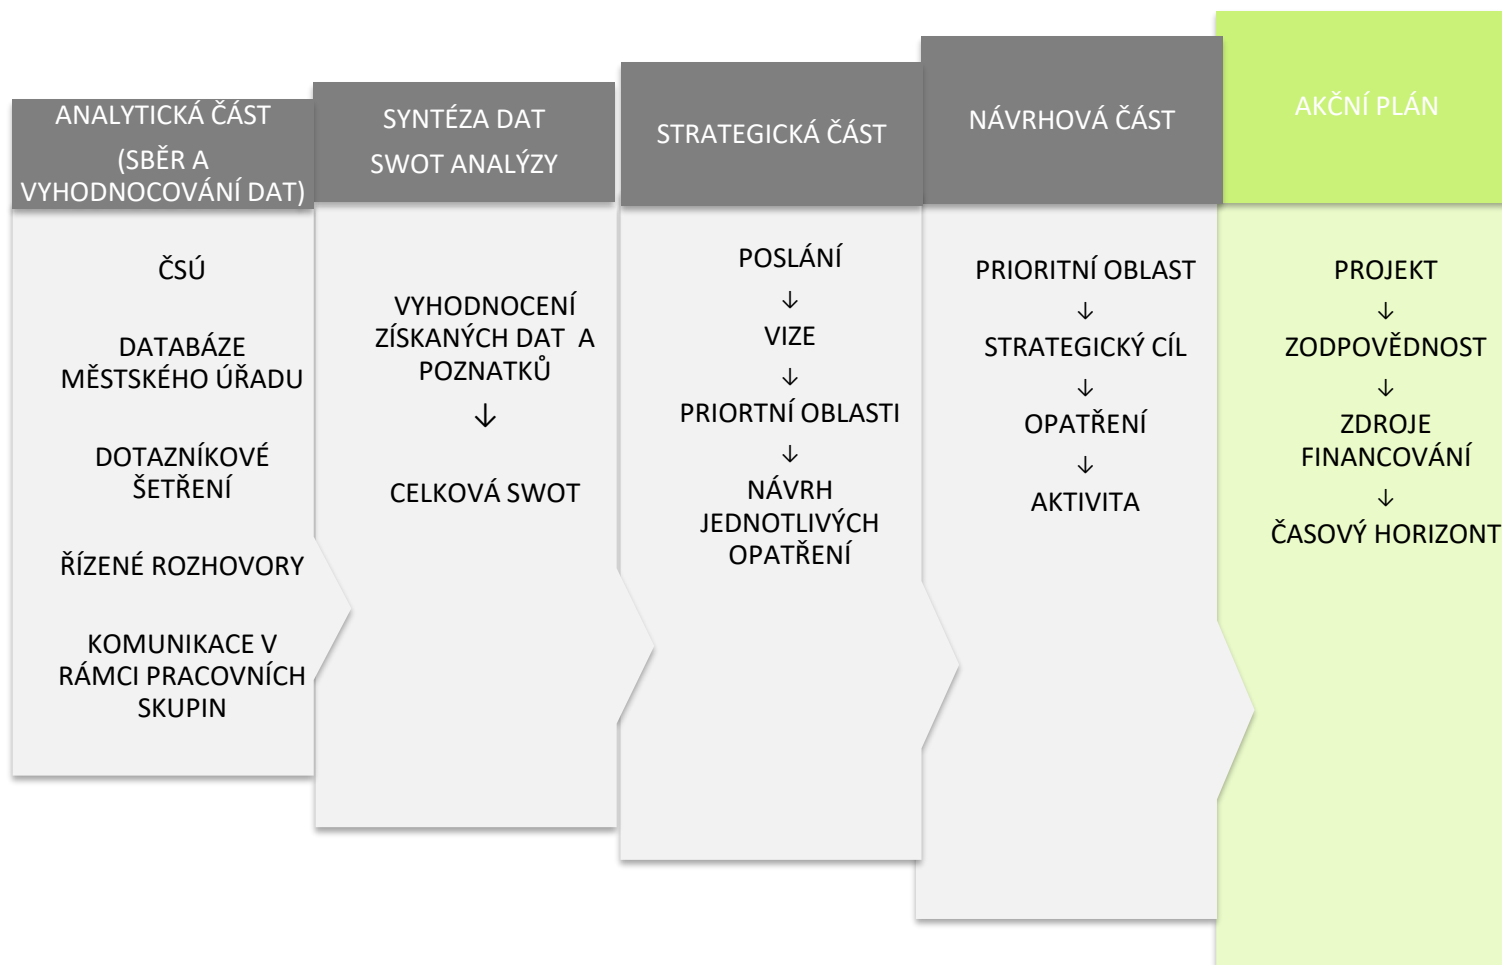 ANALYTICKÁ ČÁST
(SBĚR A
VYHODNOCOVÁNÍ DAT)
ČSÚ
DATABÁZE
MĚSTSKÉHO ÚŘADU
DOTAZNÍKOVÉ
ŠETŘENÍ
ŘÍZENÉ ROZHOVORY
KOMUNIKACE V
RÁMCI PRACOVNÍCH
SKUPIN
SYNTÉZA DAT
SWOT ANALÝZY
VYHODNOCENÍ
ZÍSKANÝCH DAT  A
POZNATKŮ
↓
CELKOVÁ SWOT
STRATEGICKÁ ČÁST
POSLÁNÍ
↓
VIZE
↓
PRIORTNÍ OBLASTI
↓
NÁVRH
JEDNOTLIVÝCH
OPATŘENÍ
NÁVRHOVÁ ČÁST
PRIORITNÍ OBLAST
↓
STRATEGICKÝ CÍL
↓
OPATŘENÍ
↓
AKTIVITA
AKČNÍ PLÁN
PROJEKT
↓
ZODPOVĚDNOST
↓
ZDROJE
FINANCOVÁNÍ
↓
ČASOVÝ HORIZONT